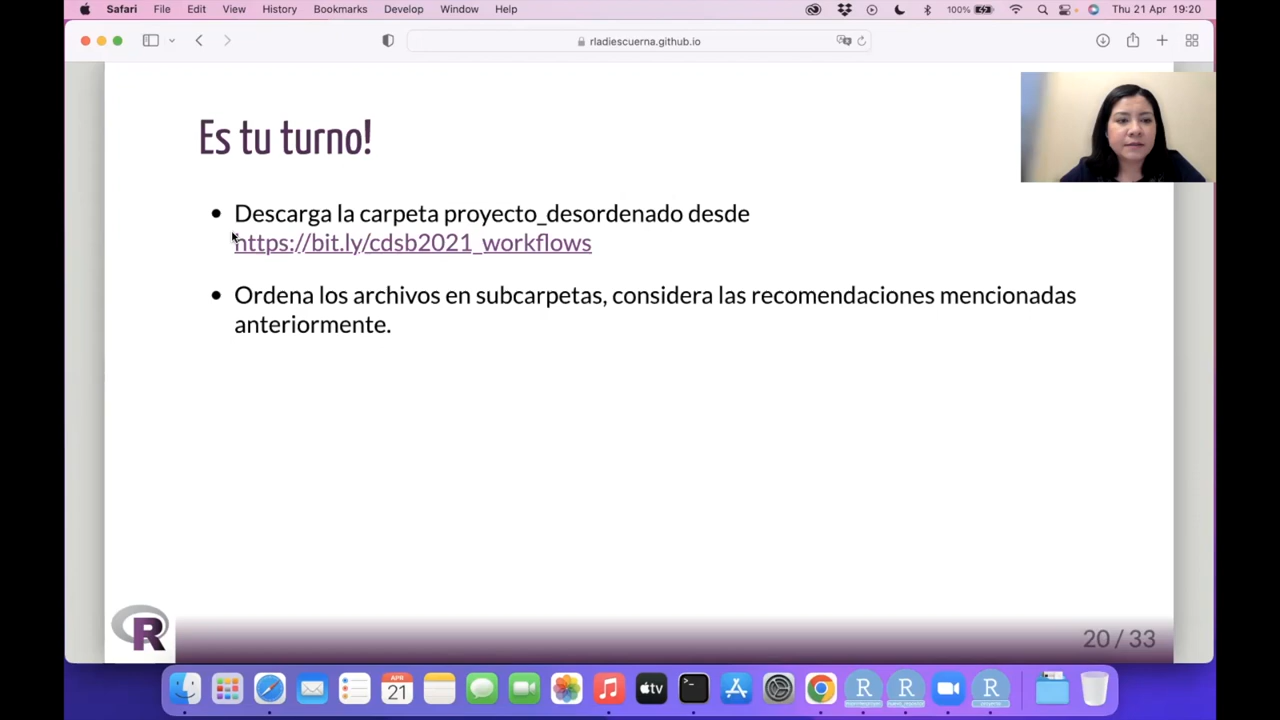 Safari File Edit View History Bookmarks Develop Window Help 100% Thu 21 Apr 19:20
rladiescuerna.github.io
Es tu turno!
Descarga la carpeta proyecto_desordenado desde
https://bit.ly/cdsb2021_workflows
Ordena los archivos en subcarpetas, considera las recomendaciones mencionadas
anteriormente.
R
20 / 33
APR
21
tv
R R R